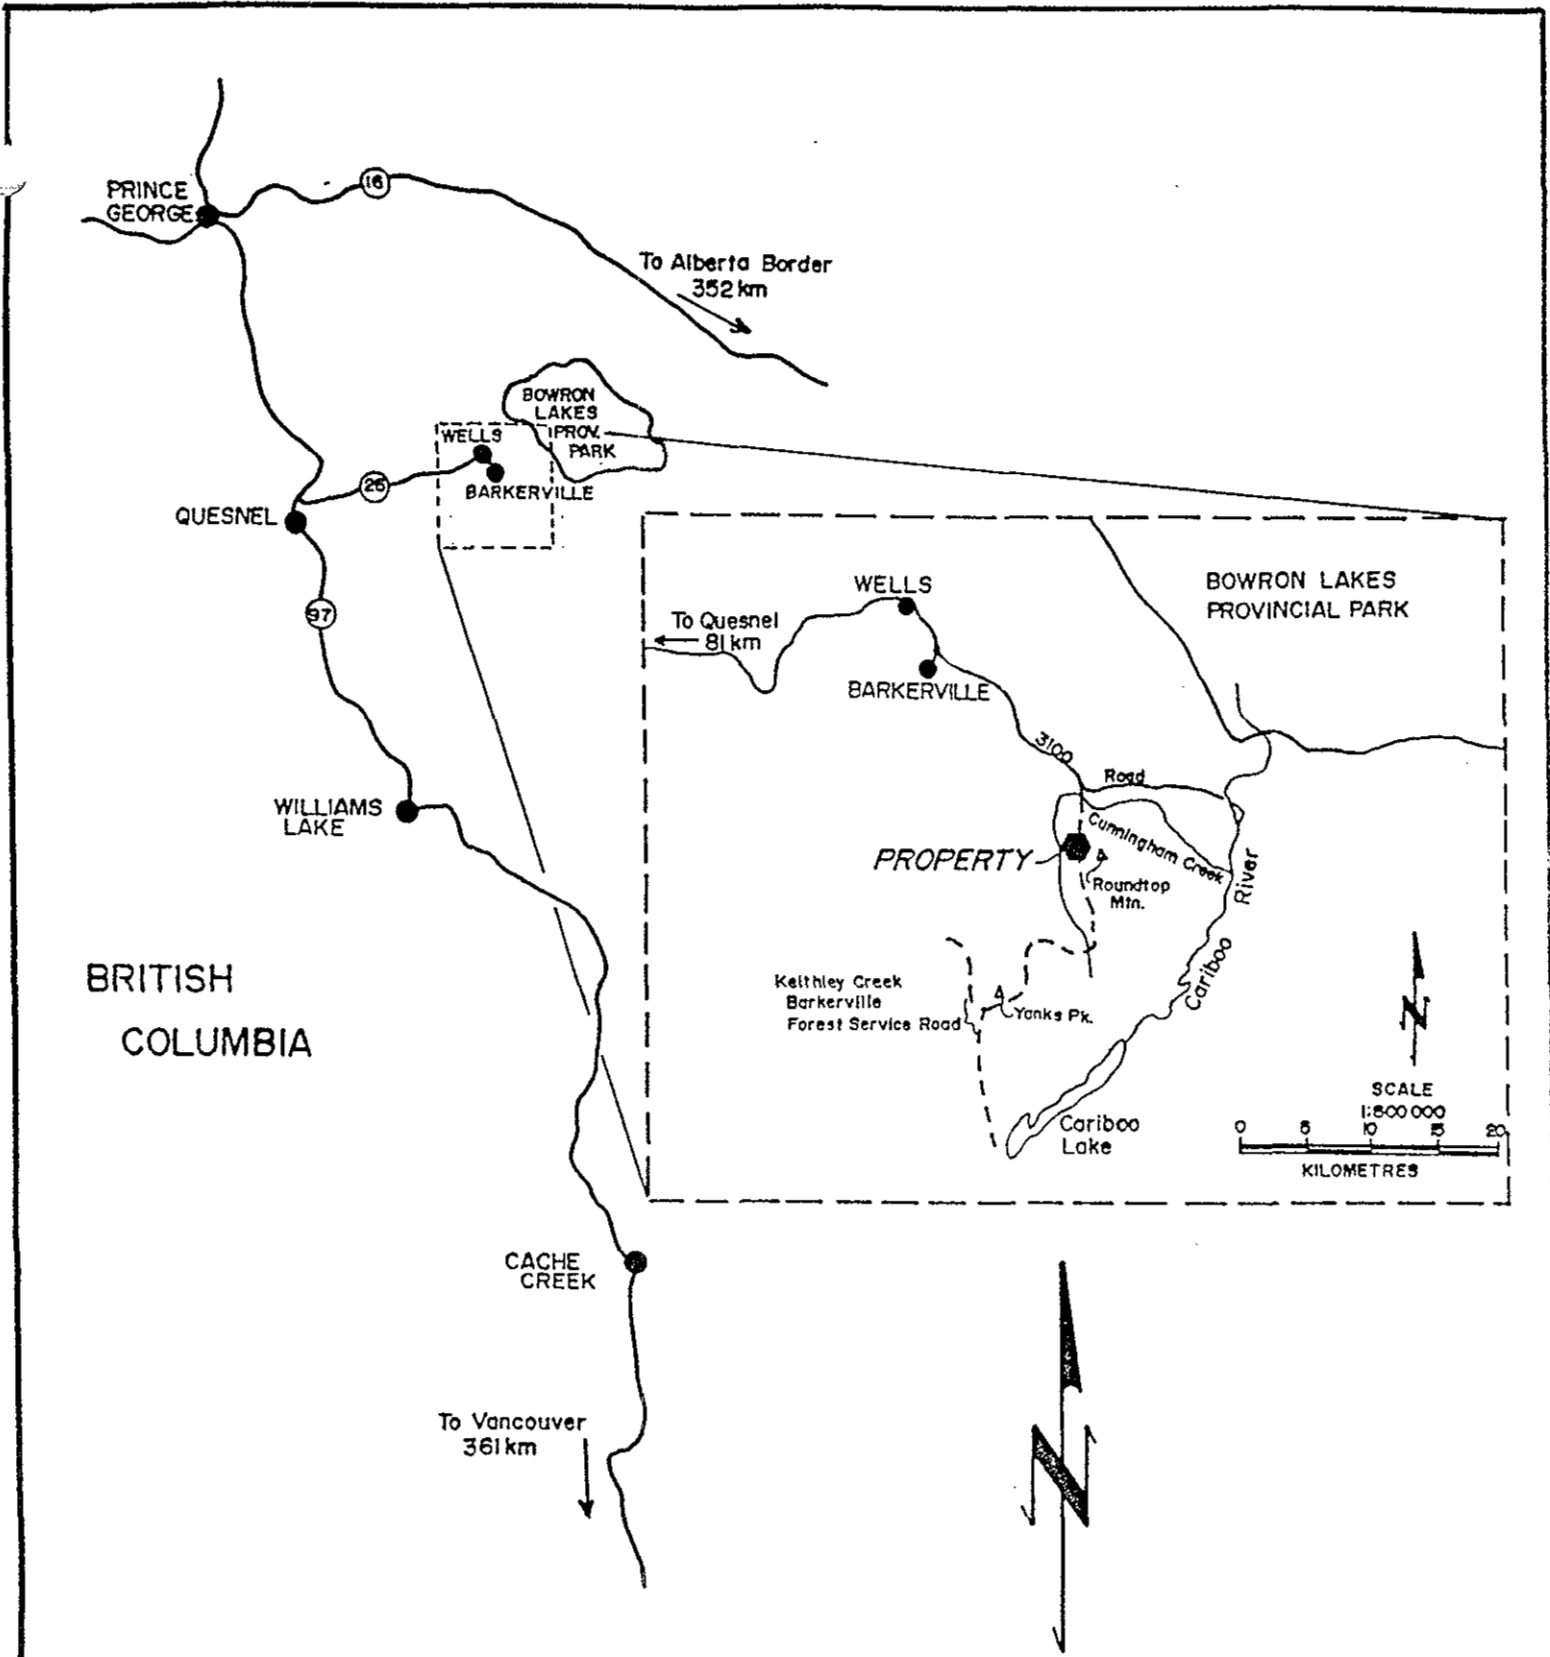 PRINCE
GEORGE
16
To Alberta Border
352 km
BOWRON
LAKES
PROV.
PARK
WELLS
BARKERVILLE
26
QUESNEL
97
WILLIAMS
LAKE
BRITISH
COLUMBIA
CACHE
CREEK
To Vancouver
361 km
WELLS
To Quesnel
81 km
BARKERVILLE
BOWRON LAKES
PROVINCIAL PARK
3100
Road
Cunningham Creek
PROPERTY
Roundtop
Mtn.
River
Cariboo
Keithley Creek
Barkerville
Forest Service Road
Yanks Pk.
Cariboo
Lake
N
SCALE
0 5 10 15 20
KILOMETRES
N